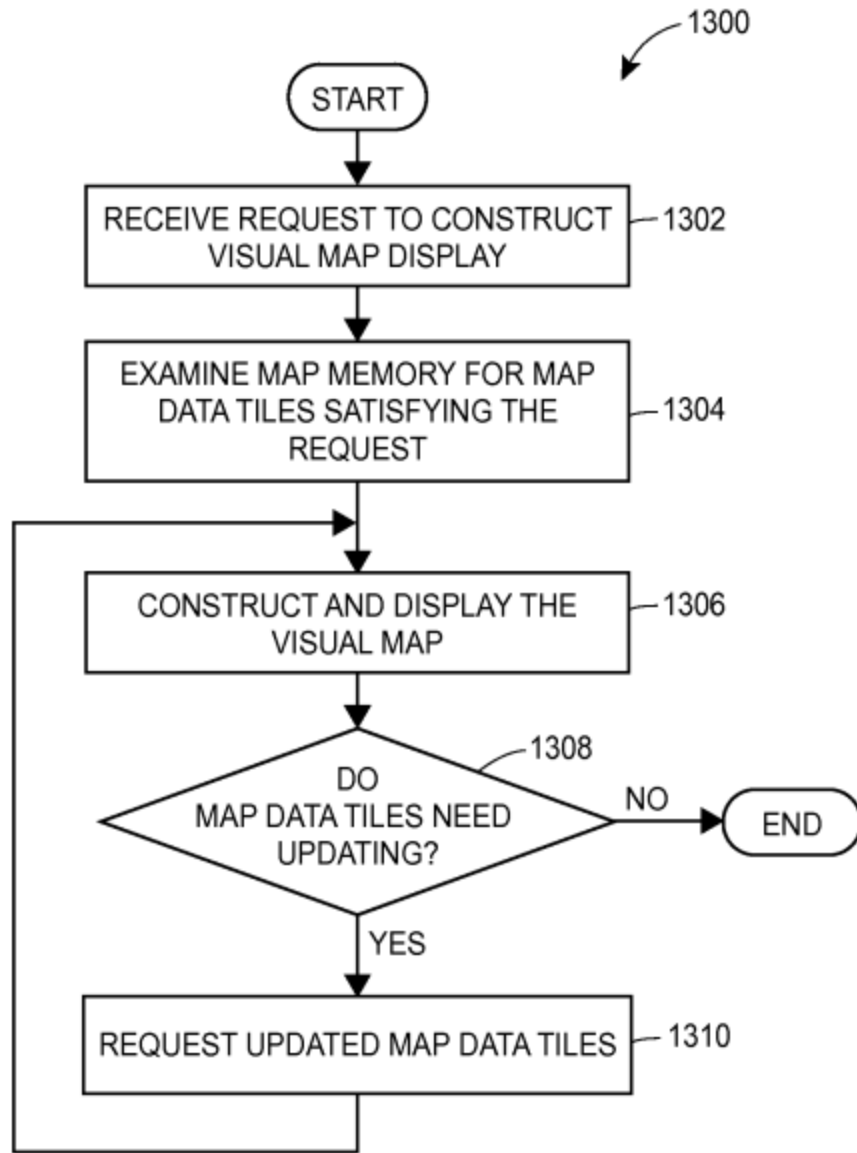 1300
START
RECEIVE REQUEST TO CONSTRUCT
VISUAL MAP DISPLAY
1302
EXAMINE MAP MEMORY FOR MAP
DATA TILES SATISFYING THE
REQUEST
1304
CONSTRUCT AND DISPLAY THE
VISUAL MAP
1306
1308
DO
MAP DATA TILES NEED
UPDATING?
NO
END
YES
REQUEST UPDATED MAP DATA TILES
1310